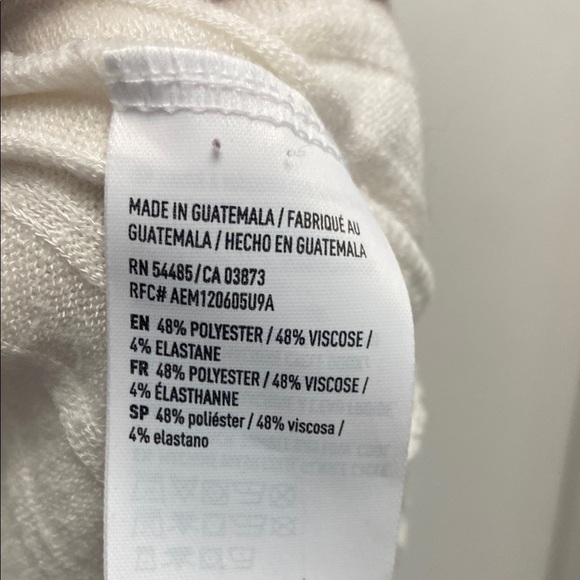 MADE IN GUATEMALA / FABRIQUÉ AU
GUATEMALA / HECHO EN GUATEMALA
RN 54485/CA 03873
RFC# AEM120605U9A
EN 48% POLYESTER / 48% VISCOSE /
4% ELASTANE
FR 48% POLYESTER / 48% VISCOSE /
4% ÉLASTHANNE
SP 48% poliéster / 48% viscosa /
4% elastano